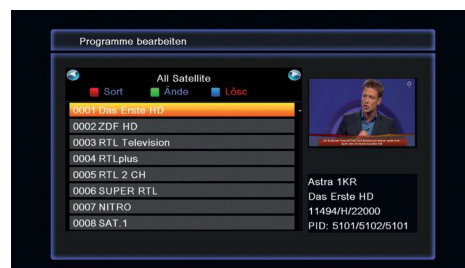 Programme bearbeiten
All Satellite
Sort Ände Lösc
0001 Das Erste HD
0002 ZDF HD
0003 RTL Television
0004 RTLplus
0005 RTL 2 CH
0006 SUPER RTL
0007 NITRO
0008 SAT.1
Astra 1KR
Das Erste HD
11494/H/22000
PID: 5101/5102/5101